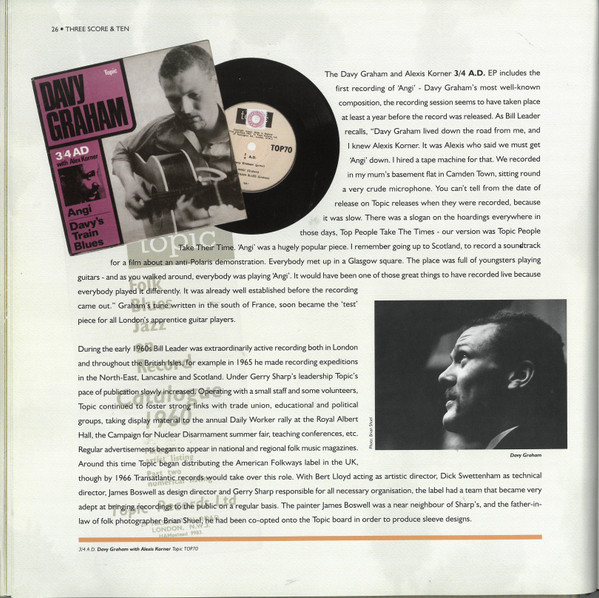 26 • THREE SCORE & TEN
Topic
DAVY
GRAHAM
3/4 AD
with Alex Korner
Angi
Davy's
Train
Blues
TOP70
The Davy Graham and Alexis Korner 3/4 A.D. EP includes the
first recording of 'Angi' - Davy Graham's most well-known
composition, the recording session seems to have taken place
at least a year before the record was released. As Bill Leader
recalls, "Davy Graham lived down the road from me, and
I knew Alexis Korner. It was Alexis who said we must get
'Angi' down. I hired a tape machine for that. We recorded
in my mum's basement flat in Camden Town, sitting round
a very crude microphone. You can't tell from the date of
release on Topic releases when they were recorded, because
it was slow. There was a slogan on the hoardings everywhere in
those days, Top People Take The Times - our version was Topic People
Take Their Time. 'Angi' was a hugely popular piece. I remember going up to Scotland, to record a soundtrack
for a film about an anti-Polaris demonstration. Everybody met up in a Glasgow square. The place was full of youngsters playing
guitars - and as you walked around, everybody was playing 'Angi'. It would have been one of those great things to have recorded live because
everybody played it differently. It was already well established before the recording
came out." Graham's tune written in the south of France, soon became the 'test'
piece for all London's apprentice guitar players.
topic
Folk
Blues
Jazz
on
Record
Catalogue
1960
artist listing
Part two
numerical
Topic Records Ltd
LONDON, N.W.
During the early 1960s Bill Leader was extraordinarily active recording both in London
and throughout the British Isles, for example in 1965 he made recording expeditions
in the North-East, Lancashire and Scotland. Under Gerry Sharp's leadership Topic's
pace of publication slowly increased. Operating with a small staff and some volunteers,
Topic continued to foster strong links with trade union, educational and political
groups, taking display material to the annual Daily Worker rally at the Royal Albert
Hall, the Campaign for Nuclear Disarmament summer fair, teaching conferences, etc.
Regular advertisements began to appear in national and regional folk music magazines.
Around this time Topic began distributing the American Folkways label in the UK,
though by 1966 Transatlantic records would take over this role. With Bert Lloyd acting as artistic director, Dick Swettenham as technical
director, James Boswell as design director and Gerry Sharp responsible for all necessary organisation, the label had a team that became very
adept at bringing recordings to the public on a regular basis. The painter James Boswell was a near neighbour of Sharp's, and the father-in-
law of folk photographer Brian Shuel, he had been co-opted onto the Topic board in order to produce sleeve designs.
Photo: Brian Shuel
Davy Graham
3/4 A.D. Davy Graham with Alexis Korner Topic TOP70